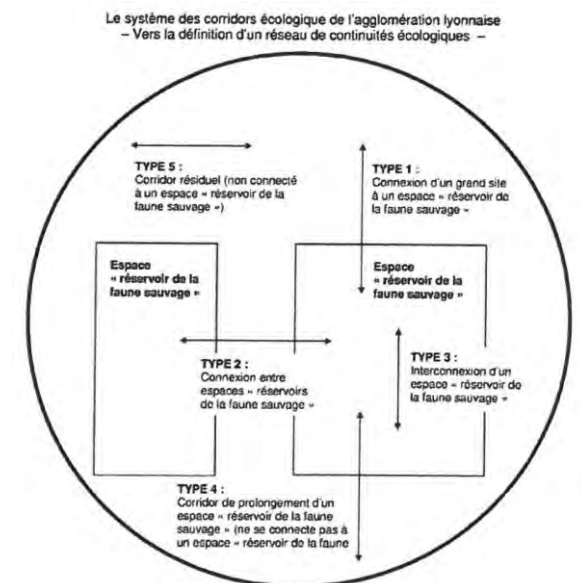 Le système des corridors écologique de l'agglomération lyonnaise
– Vers la définition d'un réseau de continuités écologiques –
TYPE 5 :
Corridor résiduel (non connecté
à un espace « réservoir de la
faune sauvage »)
TYPE 1 :
Connexion d'un grand site
à un espace « réservoir de
la faune sauvage »
Espace
« réservoir de la
faune sauvage »
Espace
« réservoir de la
faune sauvage »
TYPE 2 :
Connexion entre
espaces « réservoirs
de la faune sauvage »
TYPE 3 :
Interconnexion d'un
espace « réservoir de
la faune sauvage »
TYPE 4 :
Corridor de prolongement d'un
espace « réservoir de la faune
sauvage » (ne se connecte pas à
un espace « réservoir de la faune